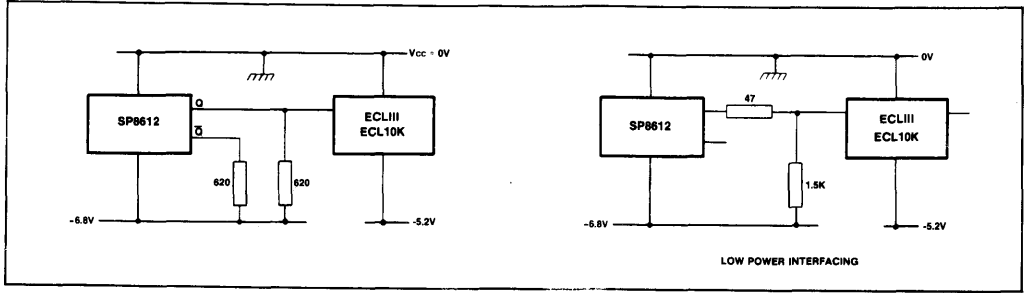 Vcc = 0V
Q
SP8612
Q̅
ECLIII
ECL10K
620
620
-6.8V
-5.2V
0V
47
SP8612
ECLIII
ECL10K
1.5K
-6.8V
-5.2V
LOW POWER INTERFACING